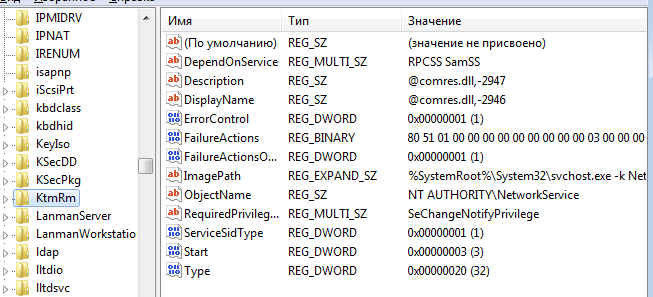 Вид Избранное Справка
IPMIDRV
IPNAT
IRENUM
isapnp
iScsiPrt
kbdclass
kbdhid
KeyIso
KSecDD
KSecPkg
KtmRm
LanmanServer
LanmanWorkstatio
ldap
lltdio
lltdsvc
Имя Тип Значение
(По умолчанию) REG_SZ (значение не присвоено)
DependOnService REG_MULTI_SZ RPCSS SamSS
Description REG_SZ @comres.dll,-2947
DisplayName REG_SZ @comres.dll,-2946
ErrorControl REG_DWORD 0x00000001 (1)
FailureActions REG_BINARY 80 51 01 00 00 00 00 00 00 00 00 00 03 00 00 00
FailureActionsO... REG_DWORD 0x00000001 (1)
ImagePath REG_EXPAND_SZ %SystemRoot%\System32\svchost.exe -k Net
ObjectName REG_SZ NT AUTHORITY\NetworkService
RequiredPrivileg... REG_MULTI_SZ SeChangeNotifyPrivilege
ServiceSidType REG_DWORD 0x00000001 (1)
Start REG_DWORD 0x00000003 (3)
Type REG_DWORD 0x00000020 (32)